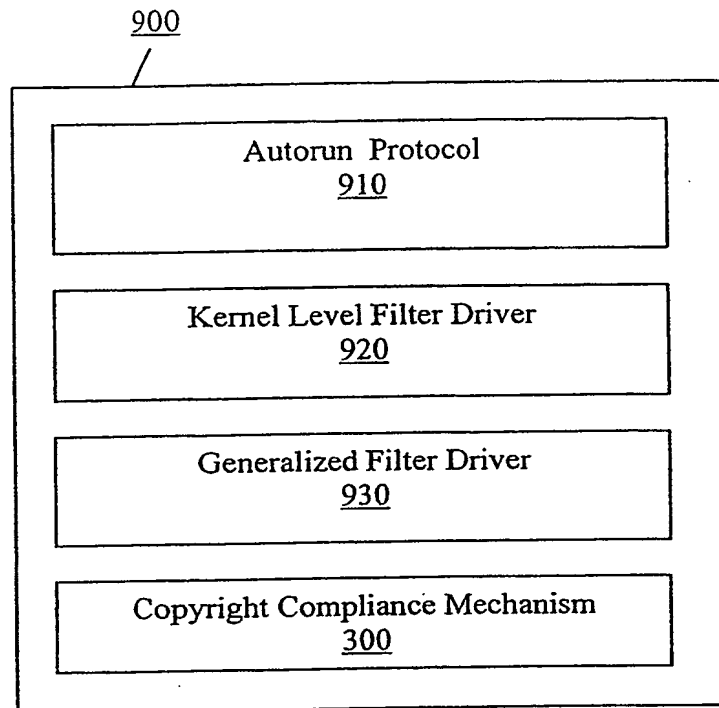 900
Autorun Protocol
910
Kernel Level Filter Driver
920
Generalized Filter Driver
930
Copyright Compliance Mechanism
300